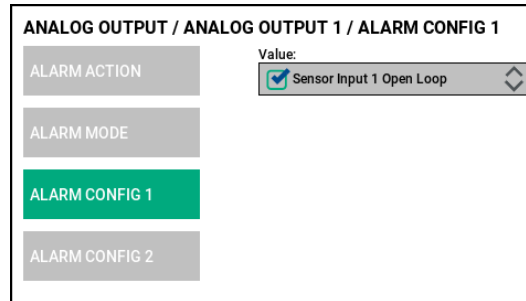 ANALOG OUTPUT / ANALOG OUTPUT 1 / ALARM CONFIG 1
Value:
ALARM ACTION
Sensor Input 1 Open Loop
ALARM MODE
ALARM CONFIG 1
ALARM CONFIG 2